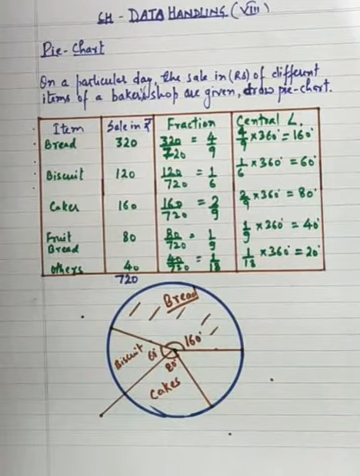 CH - DATA HANDLING (VIII)
Pie-Chart
On a particular day, the sale in (Rs) of different
items of a baker's shop are given, draw pie-chart.
Item Sale in ₹ Fraction Central ∠.
Bread 320 320/720 = 4/9 4/9 × 360° = 160°
Biscuit 120 120/720 = 1/6 1/6 × 360° = 60°
Cakes 160 160/720 = 2/9 2/9 × 360° = 80°
Fruit Bread 80 80/720 = 1/9 1/9 × 360° = 40°
Others 40 40/720 = 1/18 1/18 × 360° = 20°
720
Bread
160°
Biscuit 60°
80°
Cakes